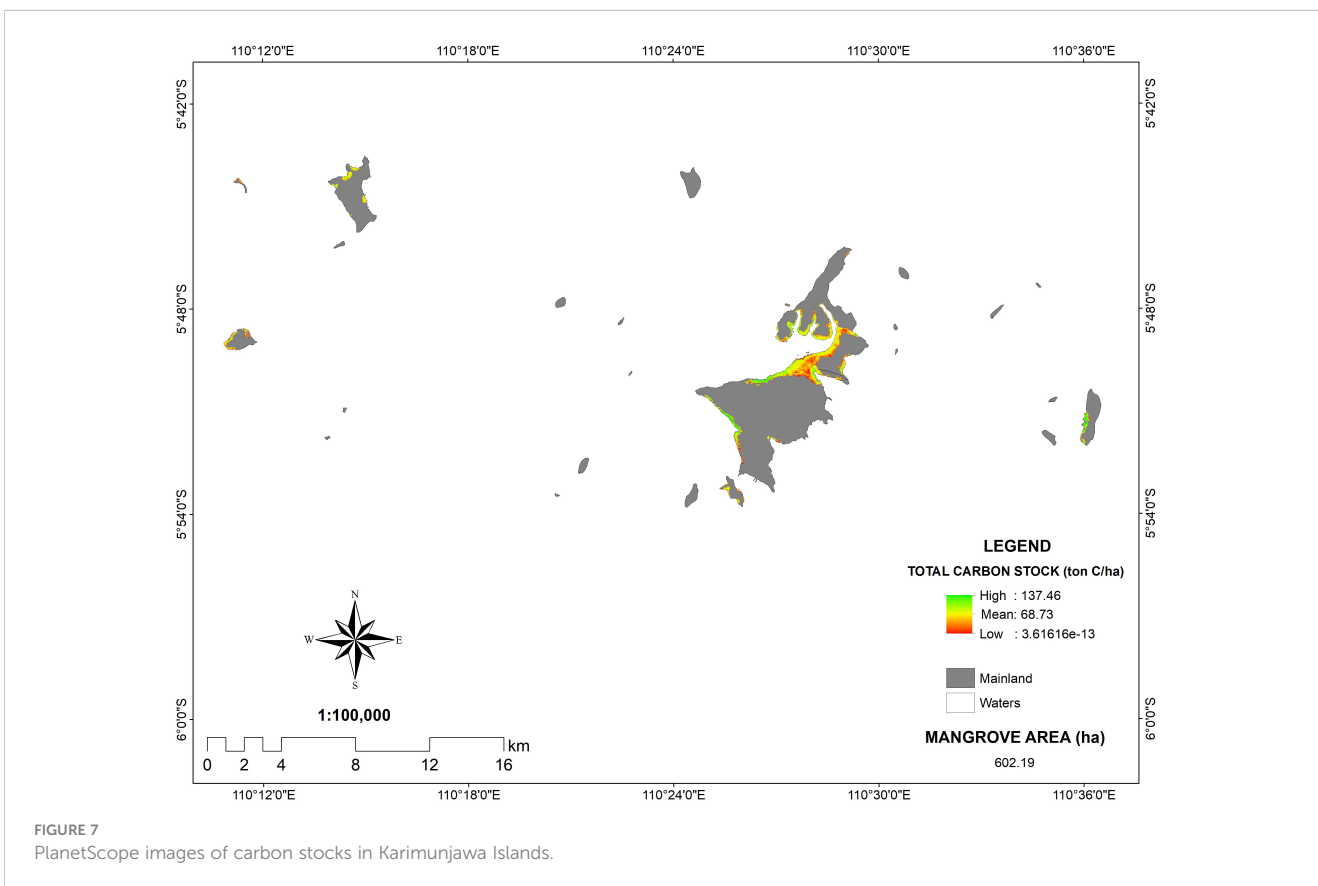 110°12'0"E 110°18'0"E 110°24'0"E 110°30'0"E 110°36'0"E
5°42'0"S 5°42'0"S
5°48'0"S 5°48'0"S
5°54'0"S 5°54'0"S
6°0'0"S 6°0'0"S
N
W E
S
1:100,000
km
0 2 4 8 12 16
LEGEND
TOTAL CARBON STOCK (ton C/ha)
High : 137.46
Mean: 68.73
Low : 3.61616e-13
Mainland
Waters
MANGROVE AREA (ha)
602.19
110°12'0"E 110°18'0"E 110°24'0"E 110°30'0"E 110°36'0"E
FIGURE 7
PlanetScope images of carbon stocks in Karimunjawa Islands.